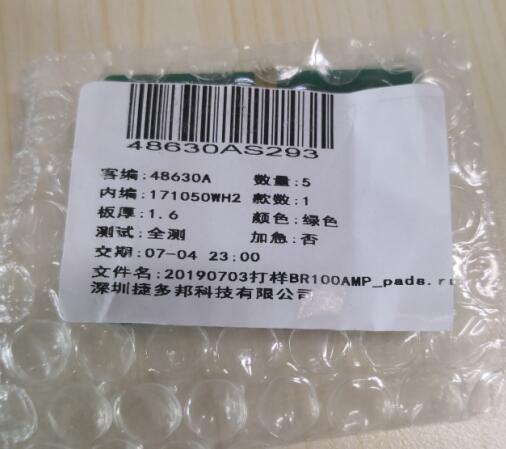 48630AS293
客编:48630A 数量:5
内编:171050WH2 款数:1
板厚:1.6 颜色:绿色
测试:全测 加急:否
交期:07-04 23:00
文件名:20190703打样BR100AMP_pads.r
深圳捷多邦科技有限公司